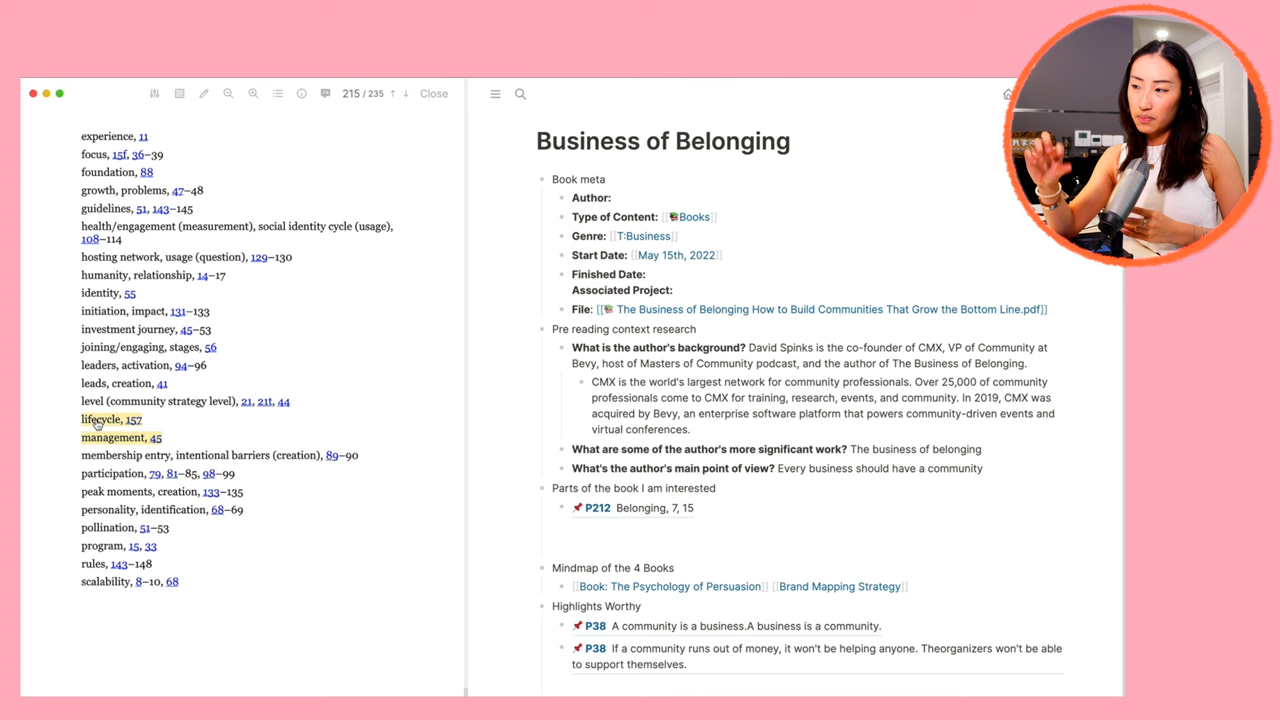 215 / 235 ↑ ↓ Close
experience, 11
focus, 15f, 36–39
foundation, 88
growth, problems, 47–48
guidelines, 51, 143–145
health/engagement (measurement), social identity cycle (usage),
108–114
hosting network, usage (question), 129–130
humanity, relationship, 14–17
identity, 55
initiation, impact, 131–133
investment journey, 45–53
joining/engaging, stages, 56
leaders, activation, 94–96
leads, creation, 41
level (community strategy level), 21, 21t, 44
lifecycle, 157
management, 45
membership entry, intentional barriers (creation), 89–90
participation, 79, 81–85, 98–99
peak moments, creation, 133–135
personality, identification, 68–69
pollination, 51–53
program, 15, 33
rules, 143–148
scalability, 8–10, 68
Business of Belonging
Book meta
Author:
Type of Content: [[📚Books]]
Genre: [[T:Business]]
Start Date: [[May 15th, 2022]]
Finished Date:
Associated Project:
File: [[📚 The Business of Belonging How to Build Communities That Grow the Bottom Line.pdf]]
Pre reading context research
What is the author's background? David Spinks is the co-founder of CMX, VP of Community at
Bevy, host of Masters of Community podcast, and the author of The Business of Belonging.
CMX is the world's largest network for community professionals. Over 25,000 of community
professionals come to CMX for training, research, events, and community. In 2019, CMX was
acquired by Bevy, an enterprise software platform that powers community-driven events and
virtual conferences.
What are some of the author's more significant work? The business of belonging
What's the author's main point of view? Every business should have a community
Parts of the book I am interested
📌 P212 Belonging, 7, 15
Mindmap of the 4 Books
[[Book: The Psychology of Persuasion]] [[Brand Mapping Strategy]]
Highlights Worthy
📌 P38 A community is a business.A business is a community.
📌 P38 If a community runs out of money, it won't be helping anyone. Theorganizers won't be able
to support themselves.